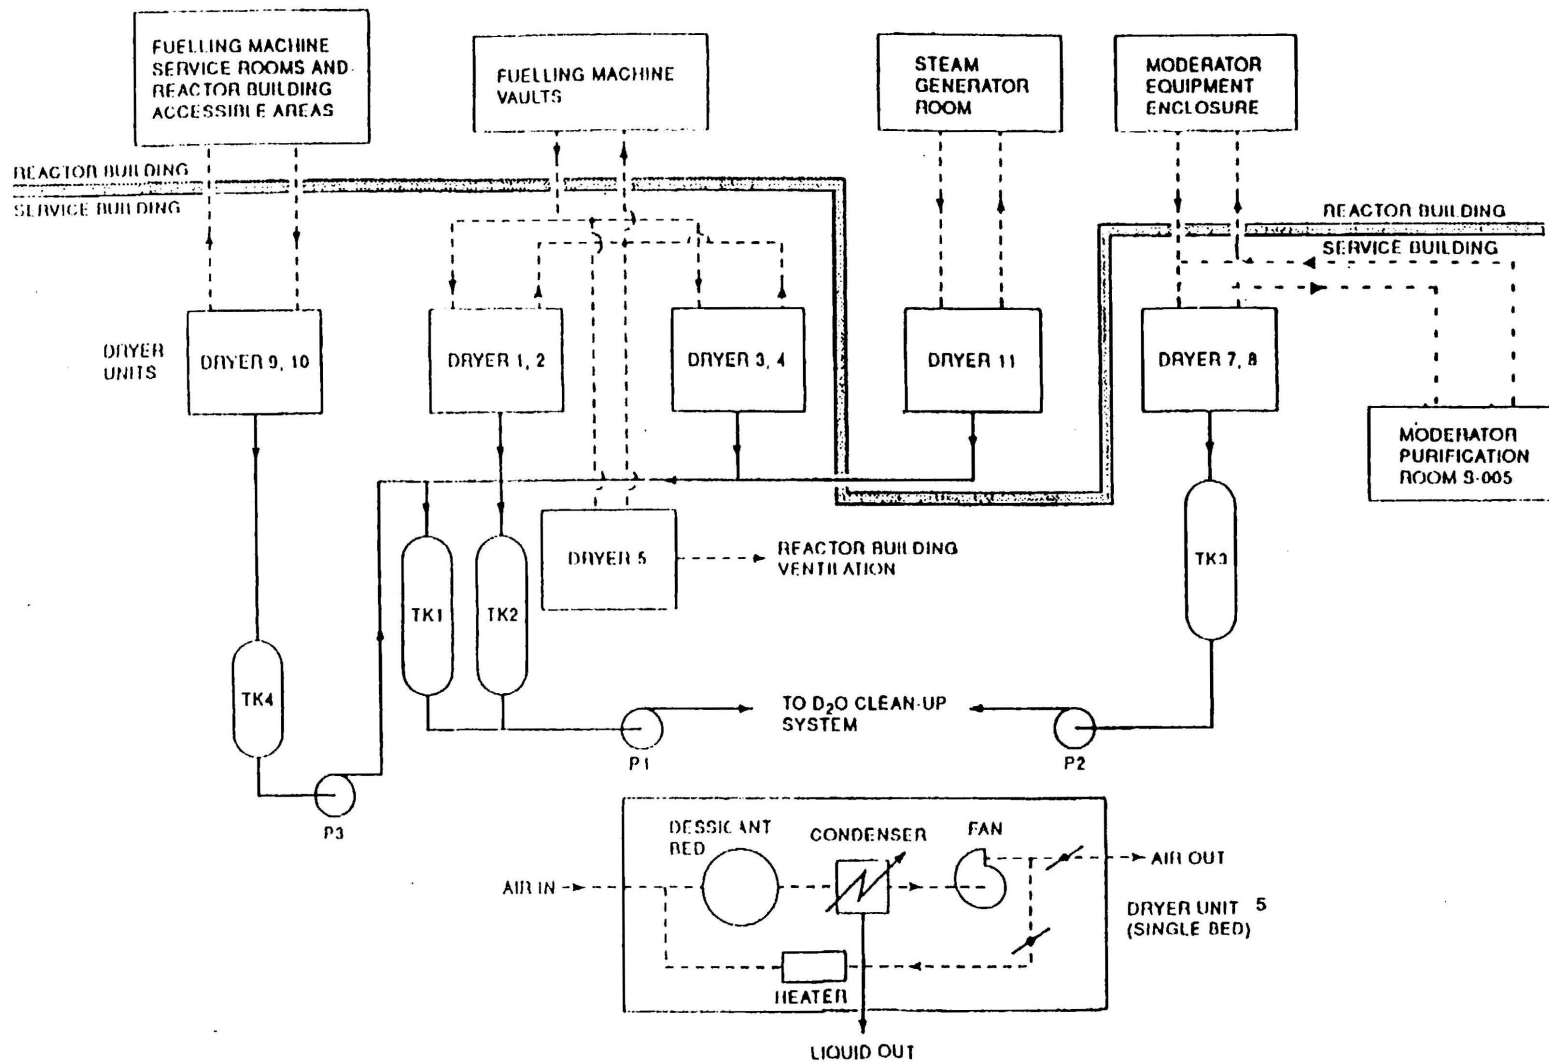 FUELLING MACHINE
SERVICE ROOMS AND
REACTOR BUILDING
ACCESSIBLE AREAS
FUELLING MACHINE
VAULTS
STEAM
GENERATOR
ROOM
MODERATOR
EQUIPMENT
ENCLOSURE
REACTOR BUILDING
SERVICE BUILDING
REACTOR BUILDING
SERVICE BUILDING
DRYER
UNITS
DRYER 9, 10
DRYER 1, 2
DRYER 3, 4
DRYER 11
DRYER 7, 8
MODERATOR
PURIFICATION
ROOM S-005
DRYER 5
REACTOR BUILDING
VENTILATION
TK1
TK2
TK3
TK4
TO D₂O CLEAN-UP
SYSTEM
P1
P2
P3
DESSICANT
BED
CONDENSER
FAN
AIR IN
AIR OUT
DRYER UNIT 5
(SINGLE BED)
HEATER
LIQUID OUT